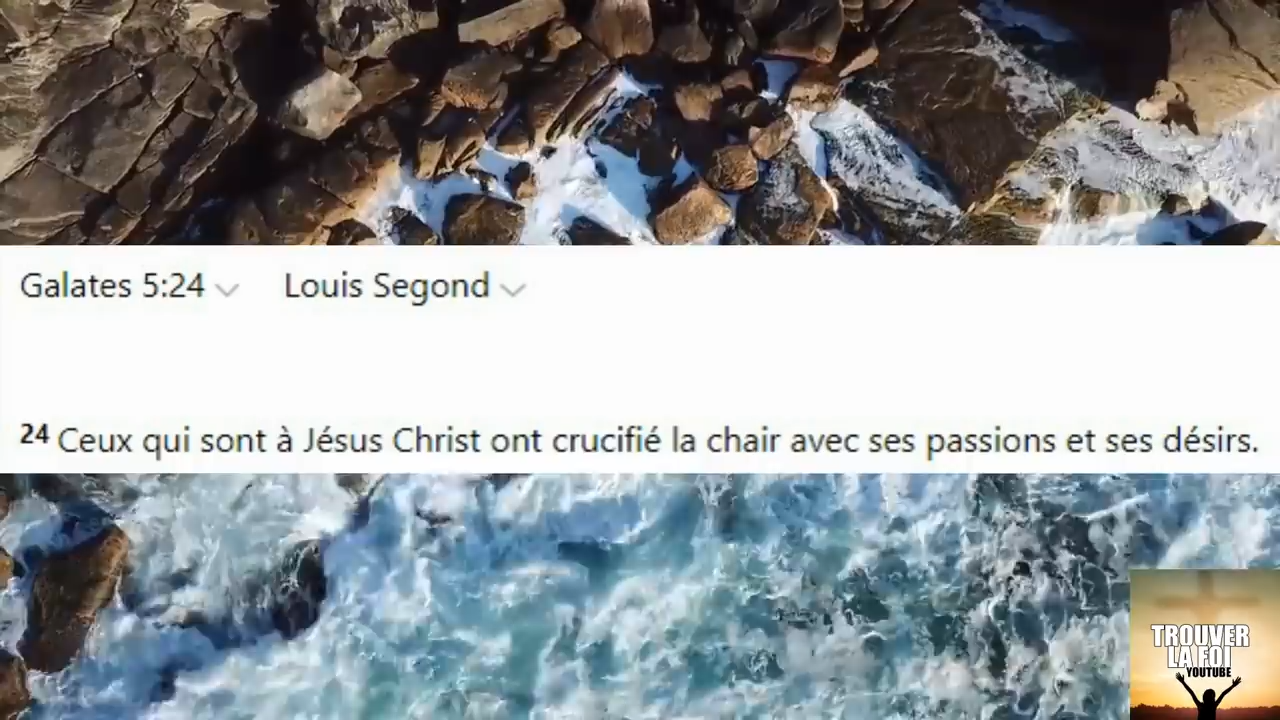 Galates 5:24 Louis Segond
24 Ceux qui sont à Jésus Christ ont crucifié la chair avec ses passions et ses désirs.
TROUVER
LA FOI
YOUTUBE